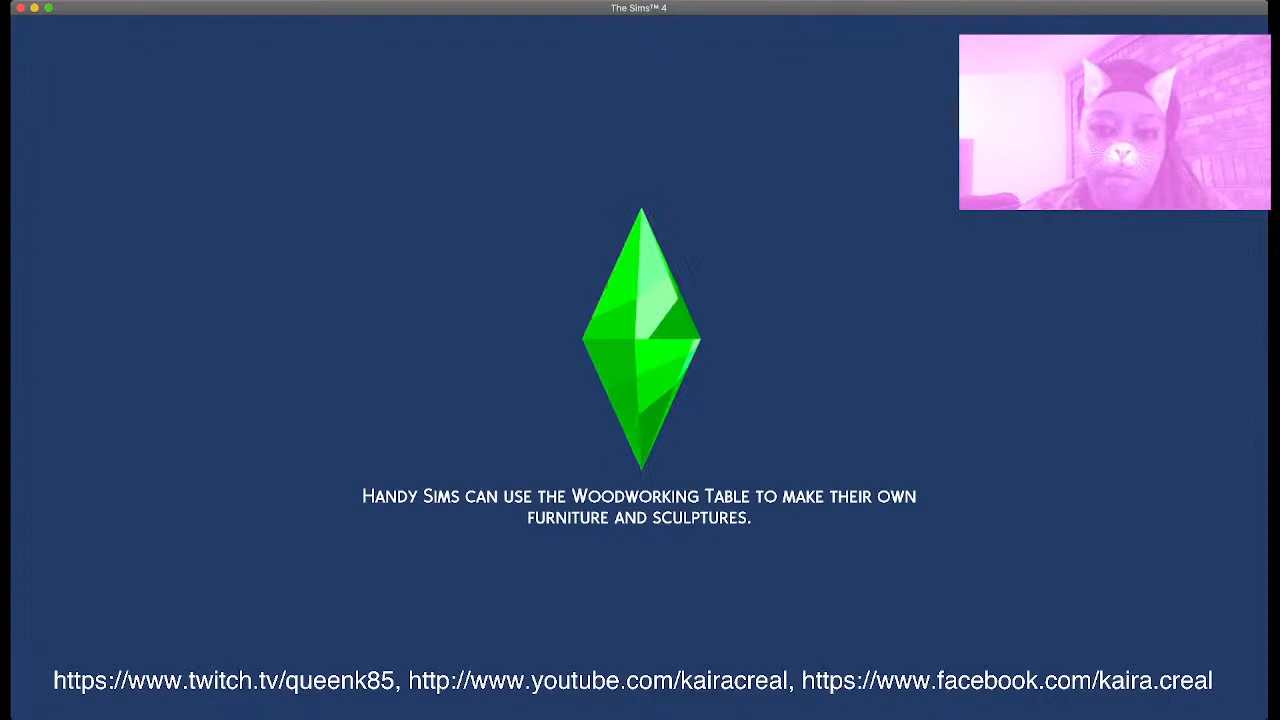 The Sims™ 4
Handy Sims can use the Woodworking Table to make their own
furniture and sculptures.
https://www.twitch.tv/queenk85, http://www.youtube.com/kairacreal, https://www.facebook.com/kaira.creal